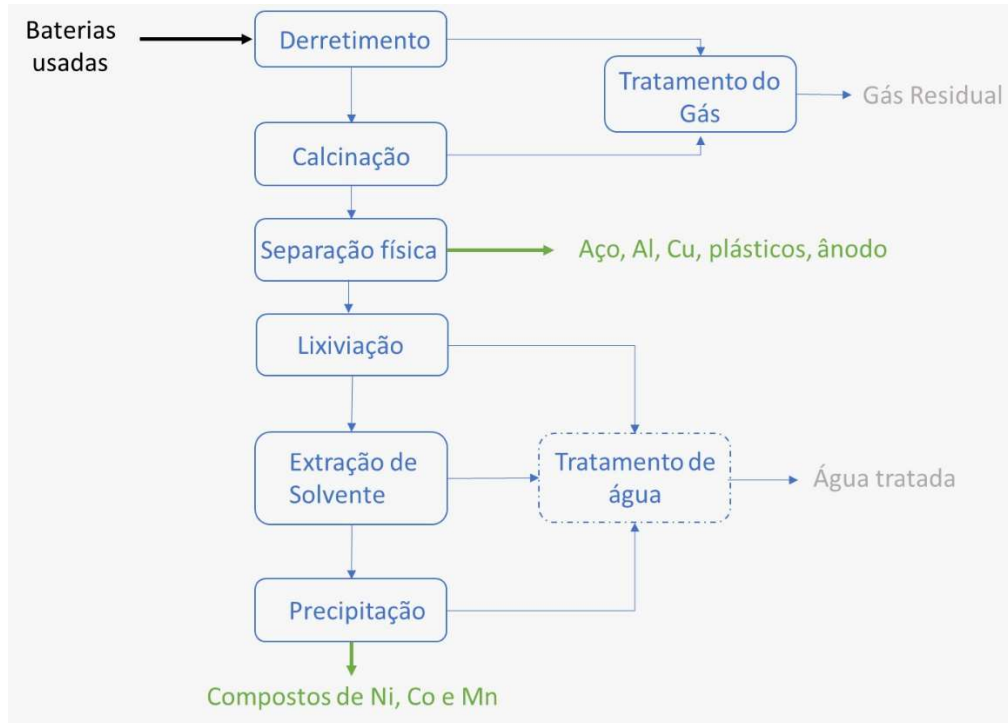 Baterias
usadas
Derretimento
Tratamento do
Gás
Gás Residual
Calcinação
Separação física
Aço, Al, Cu, plásticos, ânodo
Lixiviação
Extração de
Solvente
Tratamento de
água
Água tratada
Precipitação
Compostos de Ni, Co e Mn